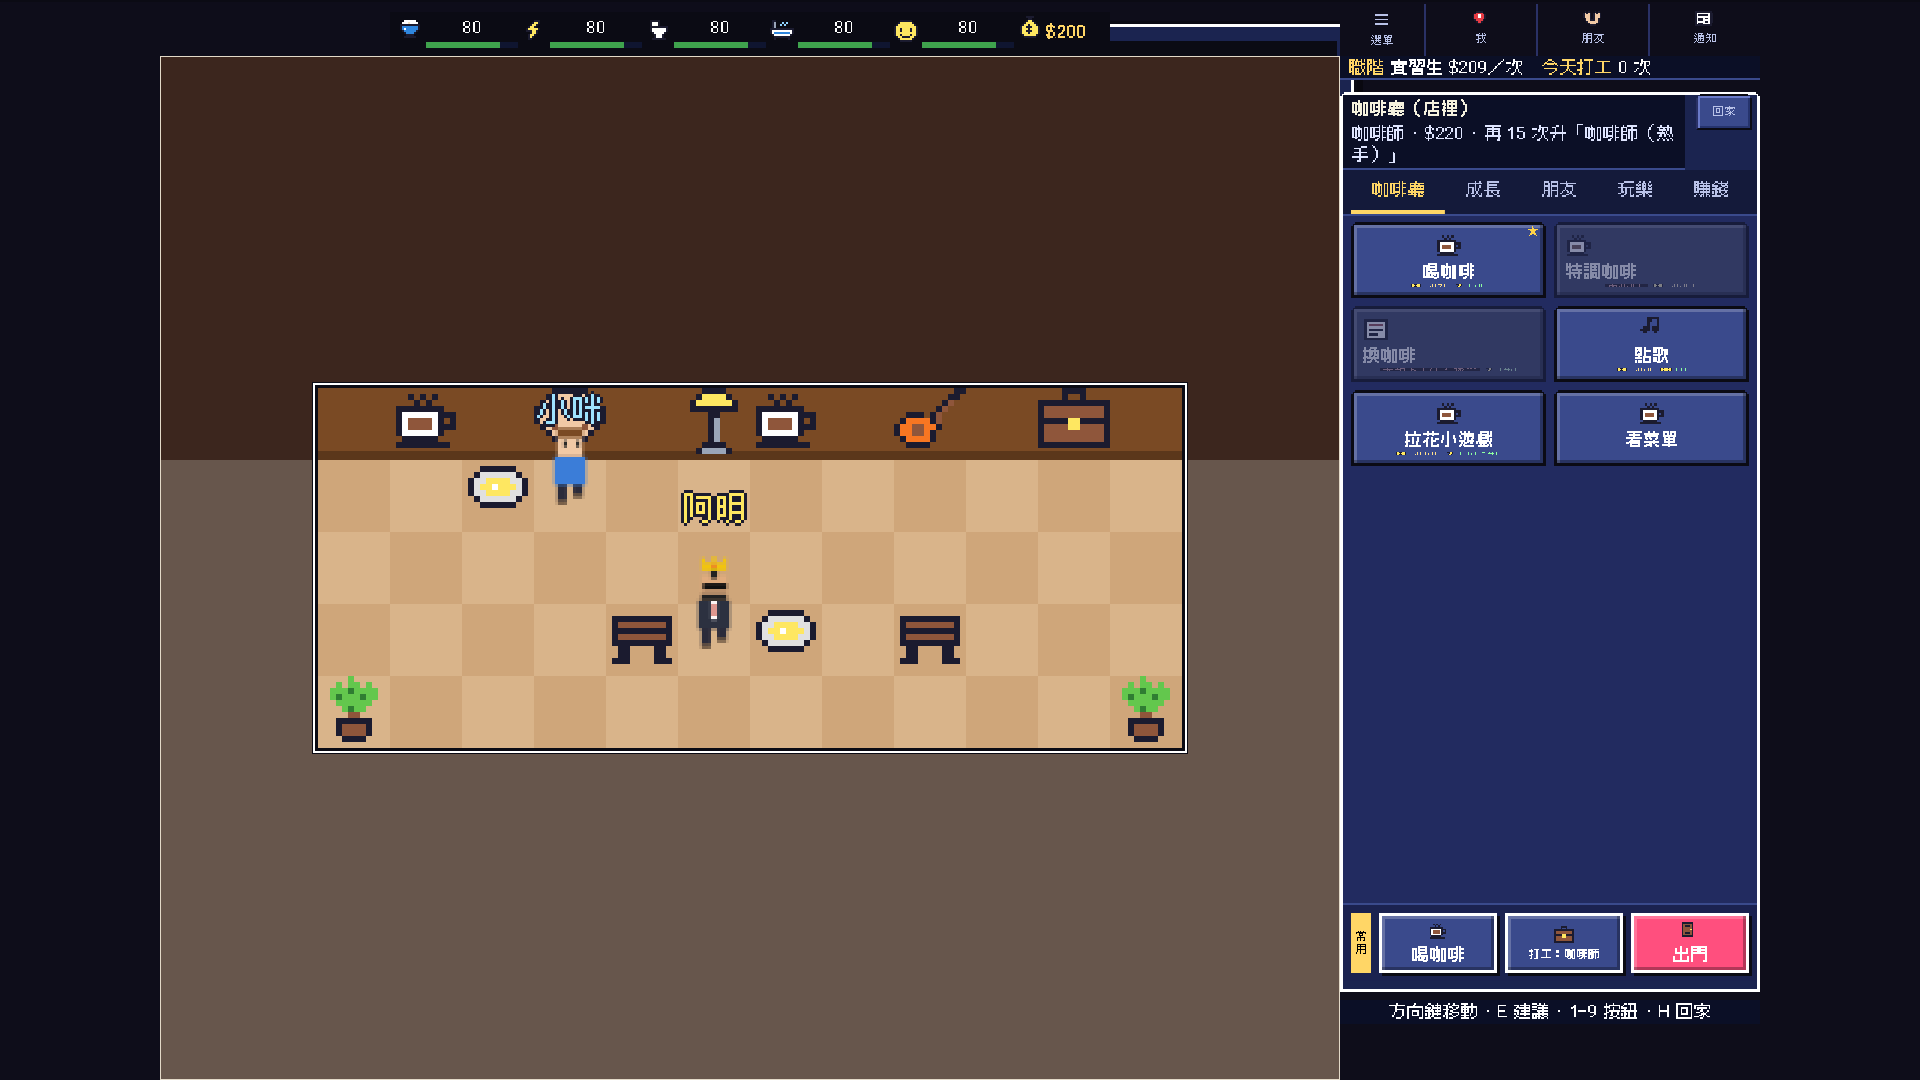 80
80
80
80
80
$200
選單
我
朋友
通知
職階 實習生 $209／次 今天打工 0 次
咖啡廳（店裡）
咖啡師 · $220 · 再 15 次升「咖啡師（熟
手）」
回家
咖啡廳
成長
朋友
玩樂
賺錢
喝咖啡
特調咖啡
換咖啡
點歌
拉花小遊戲
看菜單
小咪
阿明
常用
喝咖啡
打工：咖啡師
出門
方向鍵移動 · E 建議 · 1-9 按鈕 · H 回家